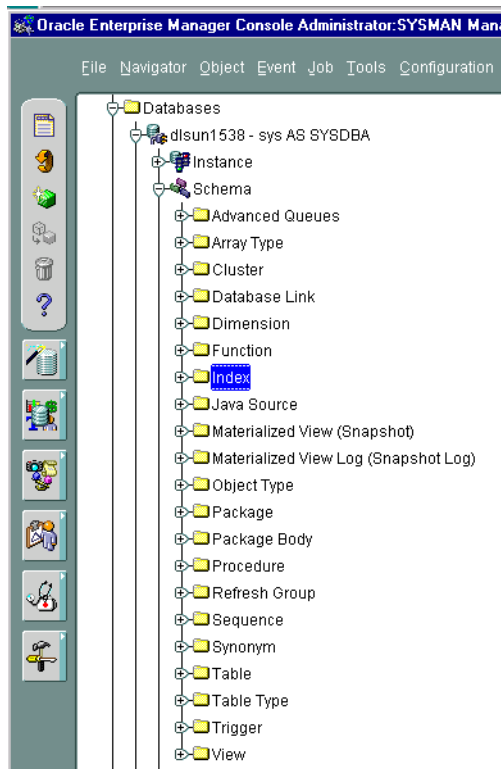 Oracle Enterprise Manager Console Administrator:SYSMAN Mana
File Navigator Object Event Job Tools Configuration
Databases
dlsun1538 - sys AS SYSDBA
Instance
Schema
Advanced Queues
Array Type
Cluster
Database Link
Dimension
Function
Index
Java Source
Materialized View (Snapshot)
Materialized View Log (Snapshot Log)
Object Type
Package
Package Body
Procedure
Refresh Group
Sequence
Synonym
Table
Table Type
Trigger
View